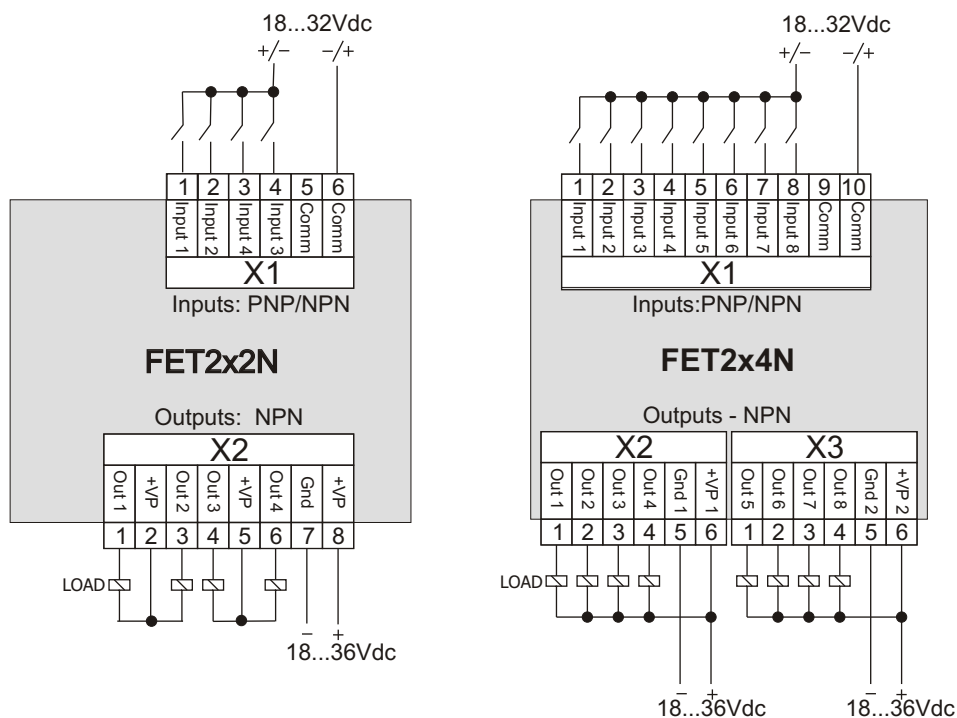 18...32Vdc
+/− −/+
1 2 3 4 5 6
Input 1 Input 2 Input 4 Input 3 Comm Comm
X1
Inputs: PNP/NPN
FET2x2N
Outputs: NPN
X2
Out 1 +VP Out 2 Out 3 +VP Out 4 Gnd +VP
1 2 3 4 5 6 7 8
LOAD
− +
18...36Vdc
18...32Vdc
+/− −/+
1 2 3 4 5 6 7 8 9 10
Input 1 Input 2 Input 3 Input 4 Input 5 Input 6 Input 7 Input 8 Comm Comm
X1
Inputs:PNP/NPN
FET2x4N
Outputs - NPN
X2
Out 1 Out 2 Out 3 Out 4 Gnd 1 +VP 1
1 2 3 4 5 6
LOAD
− +
18...36Vdc
X3
Out 5 Out 6 Out 7 Out 8 Gnd 2 +VP 2
1 2 3 4 5 6
− +
18...36Vdc